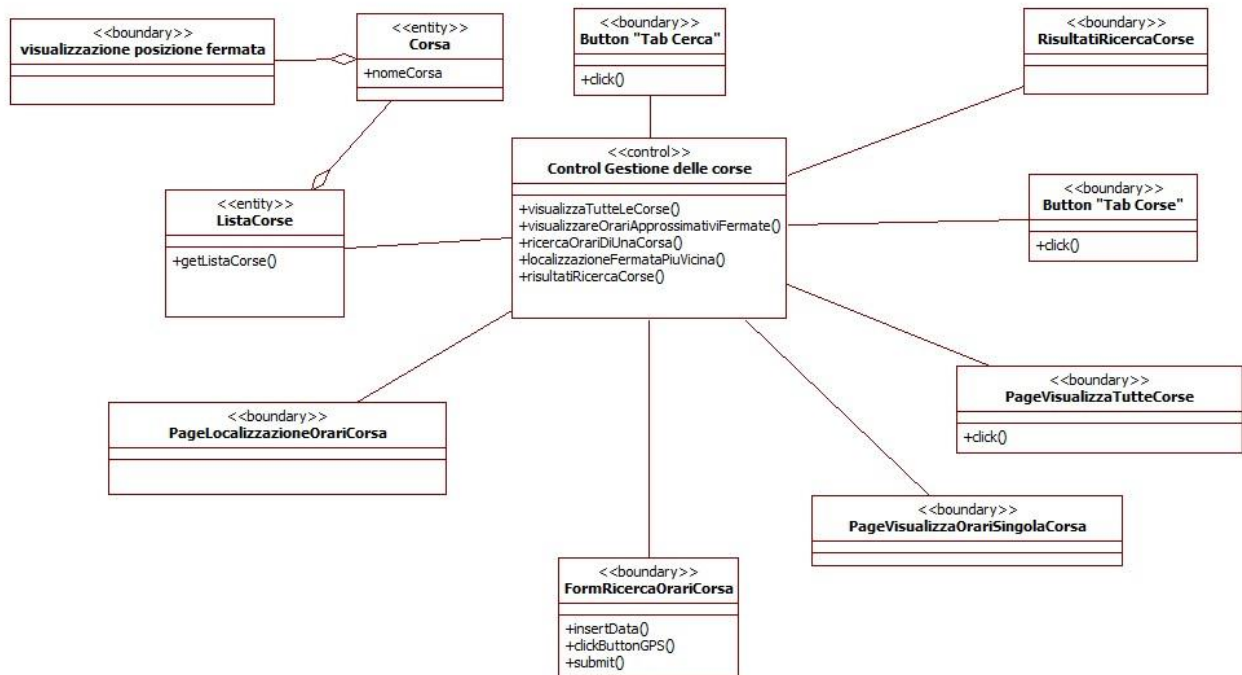 <<boundary>>
visualizzazione posizione fermata
<<entity>>
Corsa
+nomeCorsa
<<boundary>>
Button "Tab Cerca"
+click()
<<boundary>>
RisultatiRicercaCorse
<<control>>
Control Gestione delle corse
+visualizzaTutteLeCorse()
+visualizzareOrariApprossimativiFermate()
+ricercaOrariDiUnaCorsa()
+localizzazioneFermataPiuVicina()
+risultatiRicercaCorse()
<<entity>>
ListaCorse
+getListaCorse()
<<boundary>>
Button "Tab Corse"
+click()
<<boundary>>
PageLocalizzazioneOrariCorsa
<<boundary>>
PageVisualizzaTutteCorse
+click()
<<boundary>>
PageVisualizzaOrariSingolaCorsa
<<boundary>>
FormRicercaOrariCorsa
+insertData()
+clickButtonGPS()
+submit()